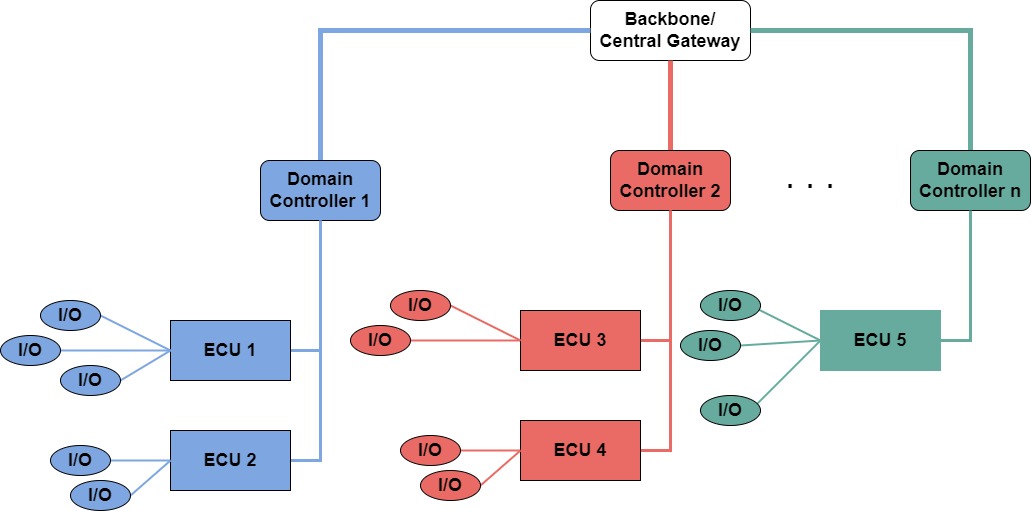 Backbone/
Central Gateway
Domain
Controller 1
Domain
Controller 2
. . .
Domain
Controller n
I/O
I/O
I/O
ECU 1
I/O
I/O
ECU 3
I/O
I/O
I/O
ECU 5
I/O
I/O
ECU 2
I/O
I/O
ECU 4